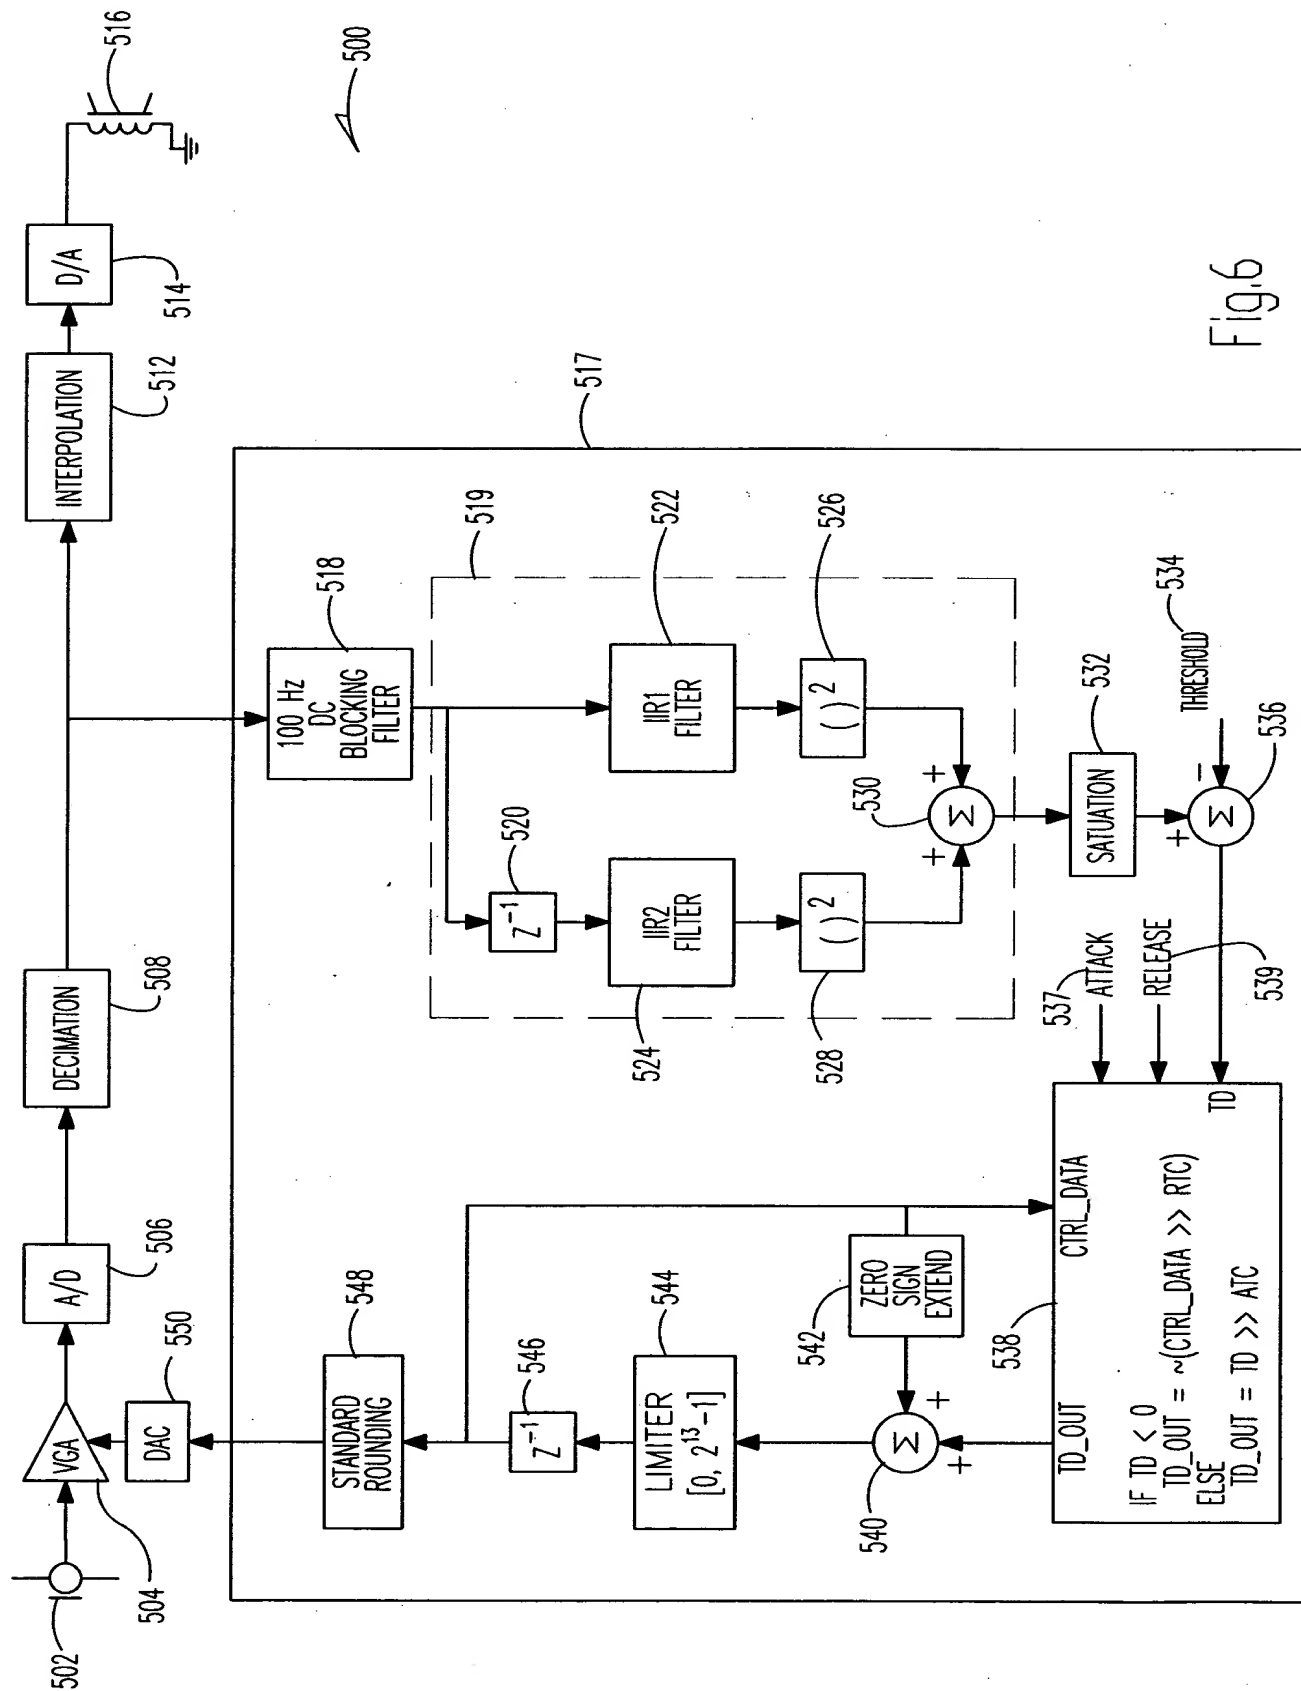 516
500
D/A
514
INTERPOLATION
512
DECIMATION
508
A/D
506
VGA
504
502
DAC
550
517
100 Hz
DC
BLOCKING
FILTER
518
519
Z⁻¹
520
IIR1
FILTER
522
IIR2
FILTER
524
( )²
526
( )²
528
+
+
Σ
530
SATUATION
532
THRESHOLD
534
-
+
Σ
536
ATTACK
537
RELEASE
539
STANDARD
ROUNDING
548
Z⁻¹
546
LIMITER
[0, 2¹³-1]
544
ZERO
SIGN
EXTEND
542
Σ
540
+
+
538
TD_OUT
CTRL_DATA
TD
IF TD < 0
TD_OUT = ~(CTRL_DATA >> RTC)
ELSE
TD_OUT = TD >> ATC
Fig.6